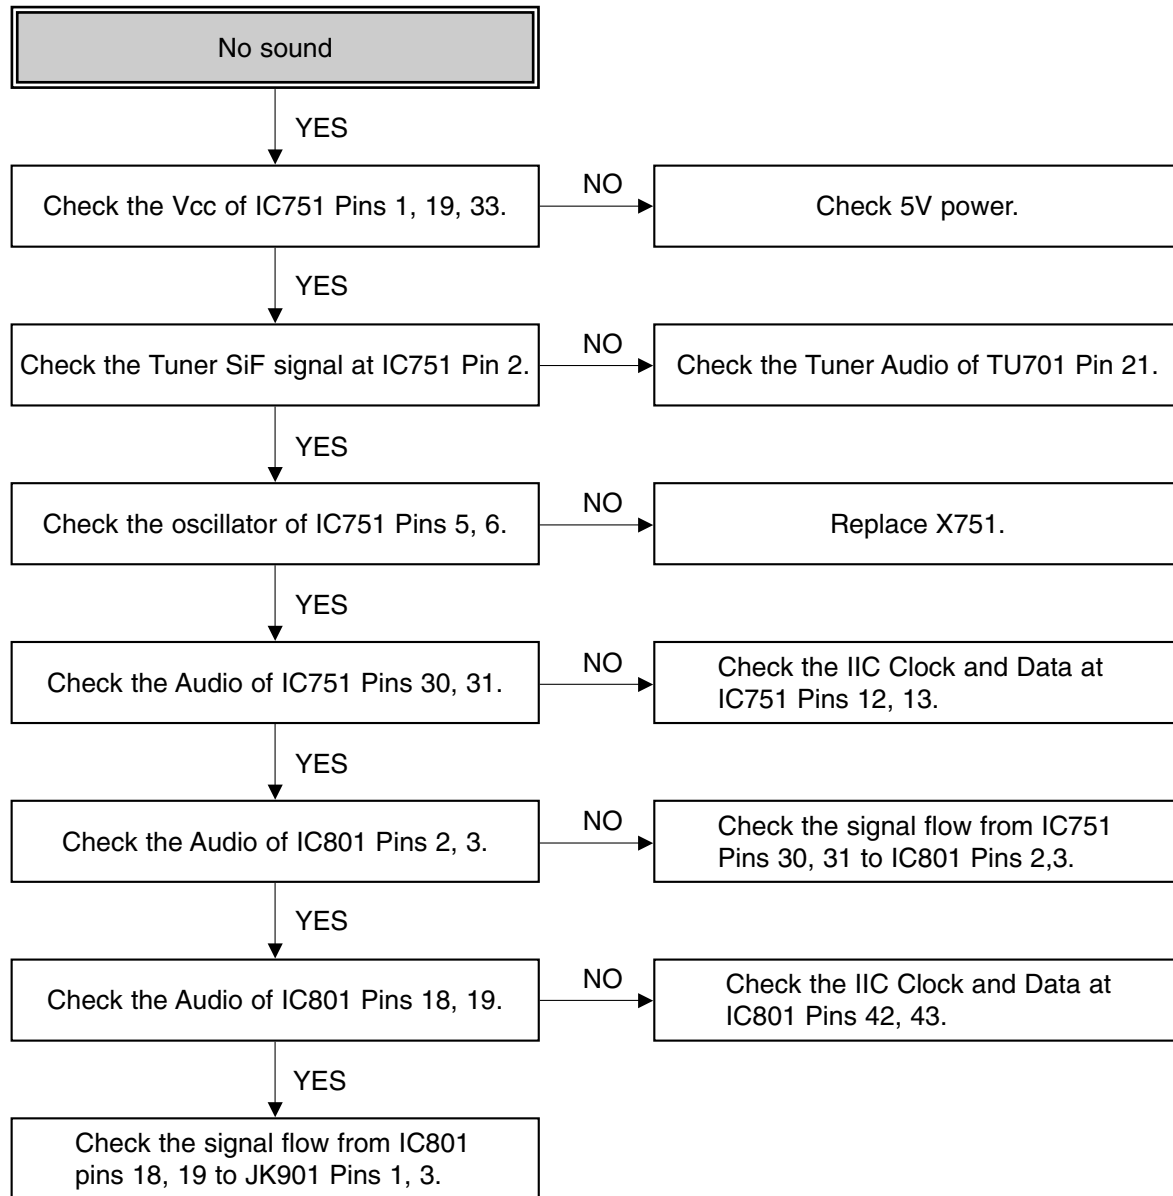 No sound
YES
Check the Vcc of IC751 Pins 1, 19, 33.
NO
Check 5V power.
YES
Check the Tuner SiF signal at IC751 Pin 2.
NO
Check the Tuner Audio of TU701 Pin 21.
YES
Check the oscillator of IC751 Pins 5, 6.
NO
Replace X751.
YES
Check the Audio of IC751 Pins 30, 31.
NO
Check the IIC Clock and Data at
IC751 Pins 12, 13.
YES
Check the Audio of IC801 Pins 2, 3.
NO
Check the signal flow from IC751
Pins 30, 31 to IC801 Pins 2,3.
YES
Check the Audio of IC801 Pins 18, 19.
NO
Check the IIC Clock and Data at
IC801 Pins 42, 43.
YES
Check the signal flow from IC801
pins 18, 19 to JK901 Pins 1, 3.